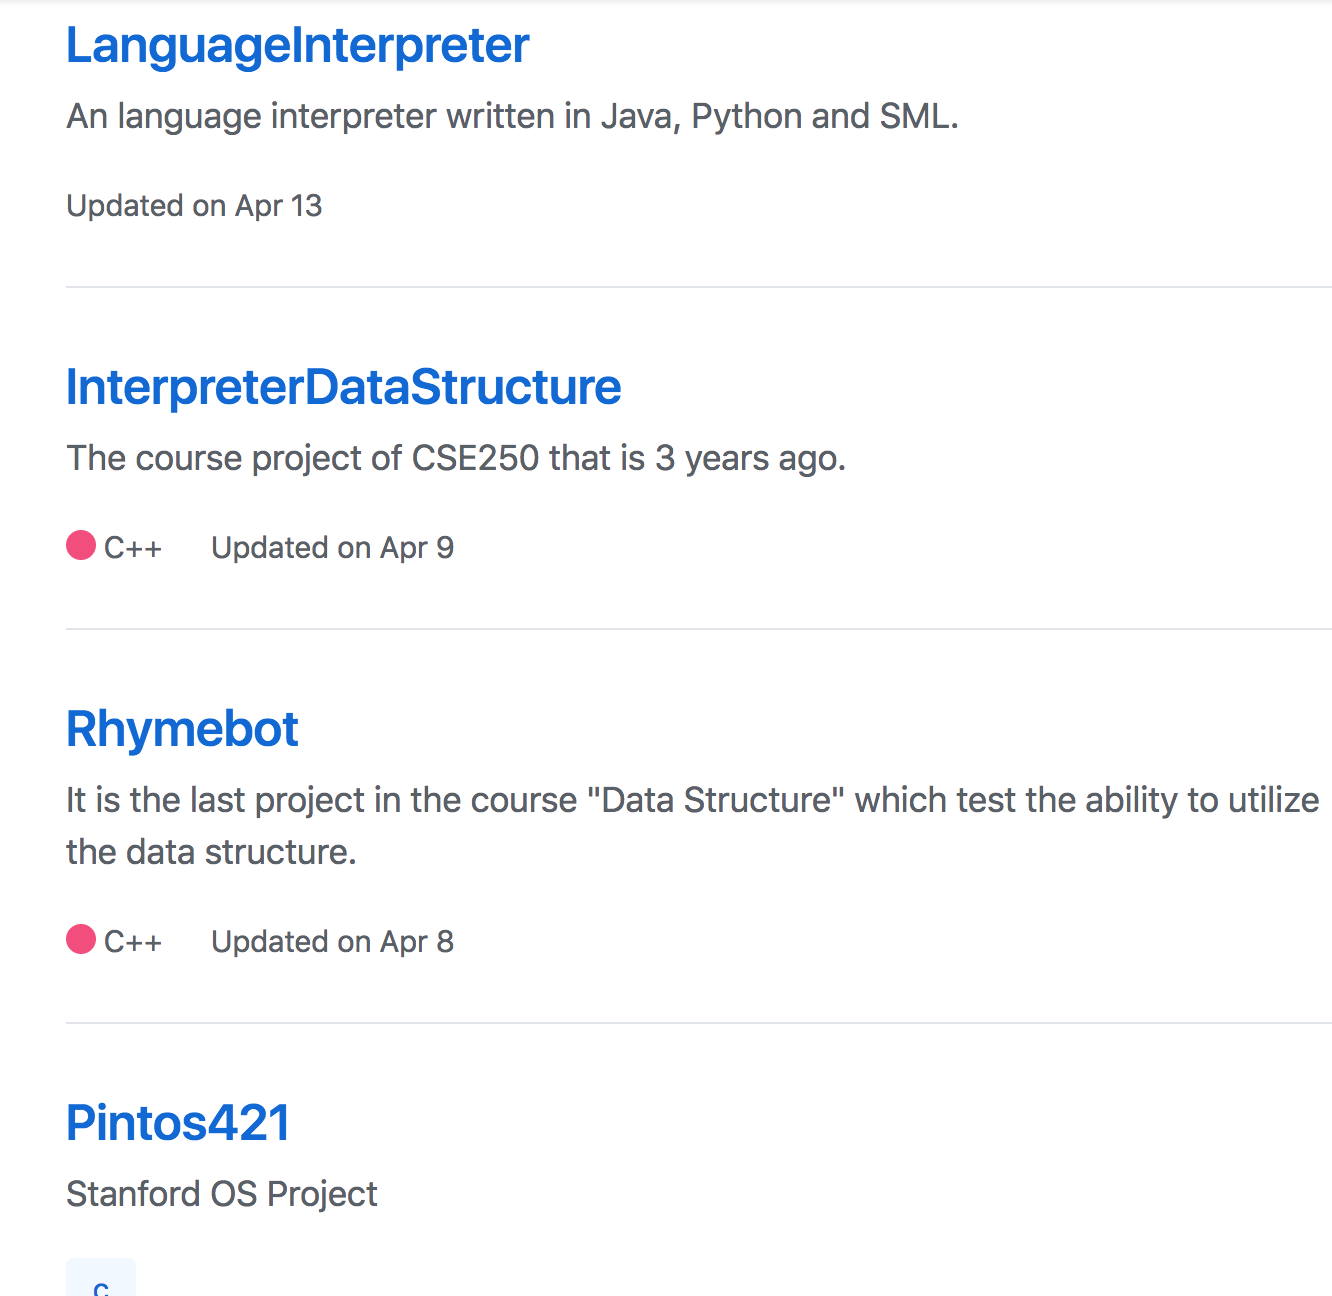 LanguageInterpreter
An language interpreter written in Java, Python and SML.
Updated on Apr 13
InterpreterDataStructure
The course project of CSE250 that is 3 years ago.
C++ Updated on Apr 9
Rhymebot
It is the last project in the course "Data Structure" which test the ability to utilize
the data structure.
C++ Updated on Apr 8
Pintos421
Stanford OS Project
c